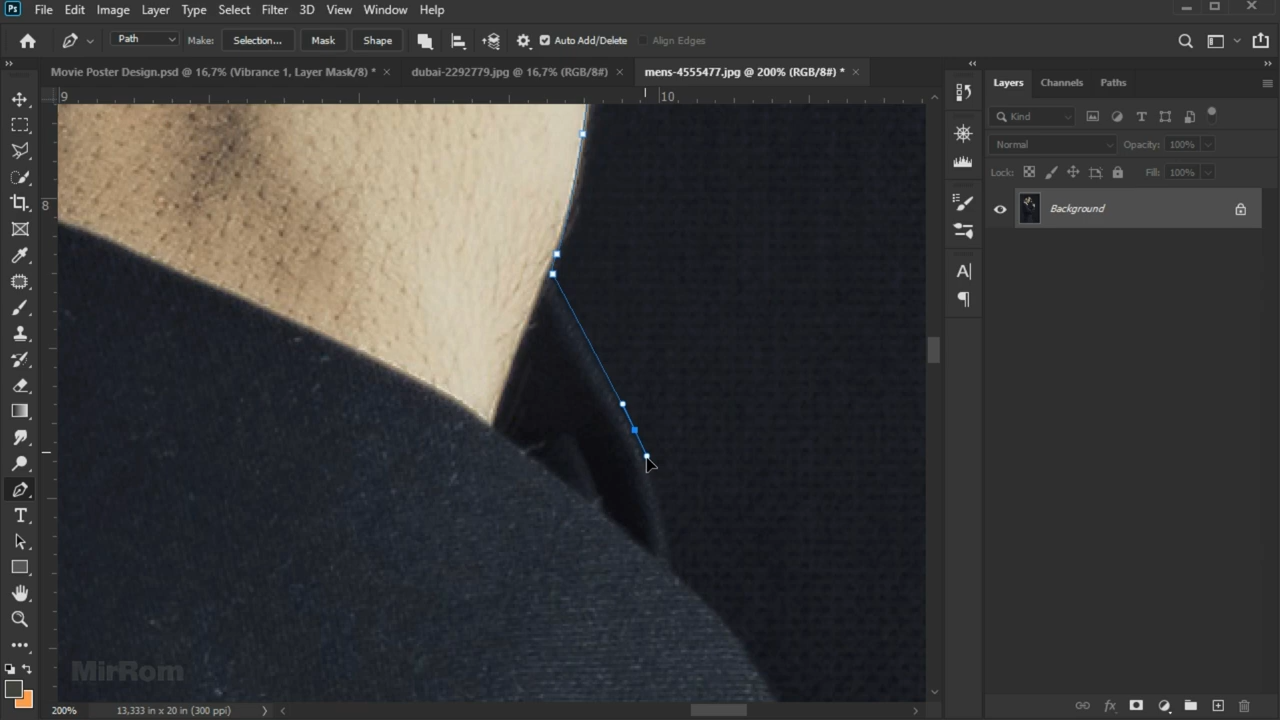 Ps File Edit Image Layer Type Select Filter 3D View Window Help
Path Make: Selection... Mask Shape Auto Add/Delete Align Edges
Movie Poster Design.psd @ 16,7% (Vibrance 1, Layer Mask/8) * × dubai-2292779.jpg @ 16,7% (RGB/8#) × mens-4555477.jpg @ 200% (RGB/8#) * ×
Layers Channels Paths
9 10
Kind
Normal Opacity: 100%
Lock: Fill: 100%
8
Background
MirRom
200% 13,333 in x 20 in (300 ppi)